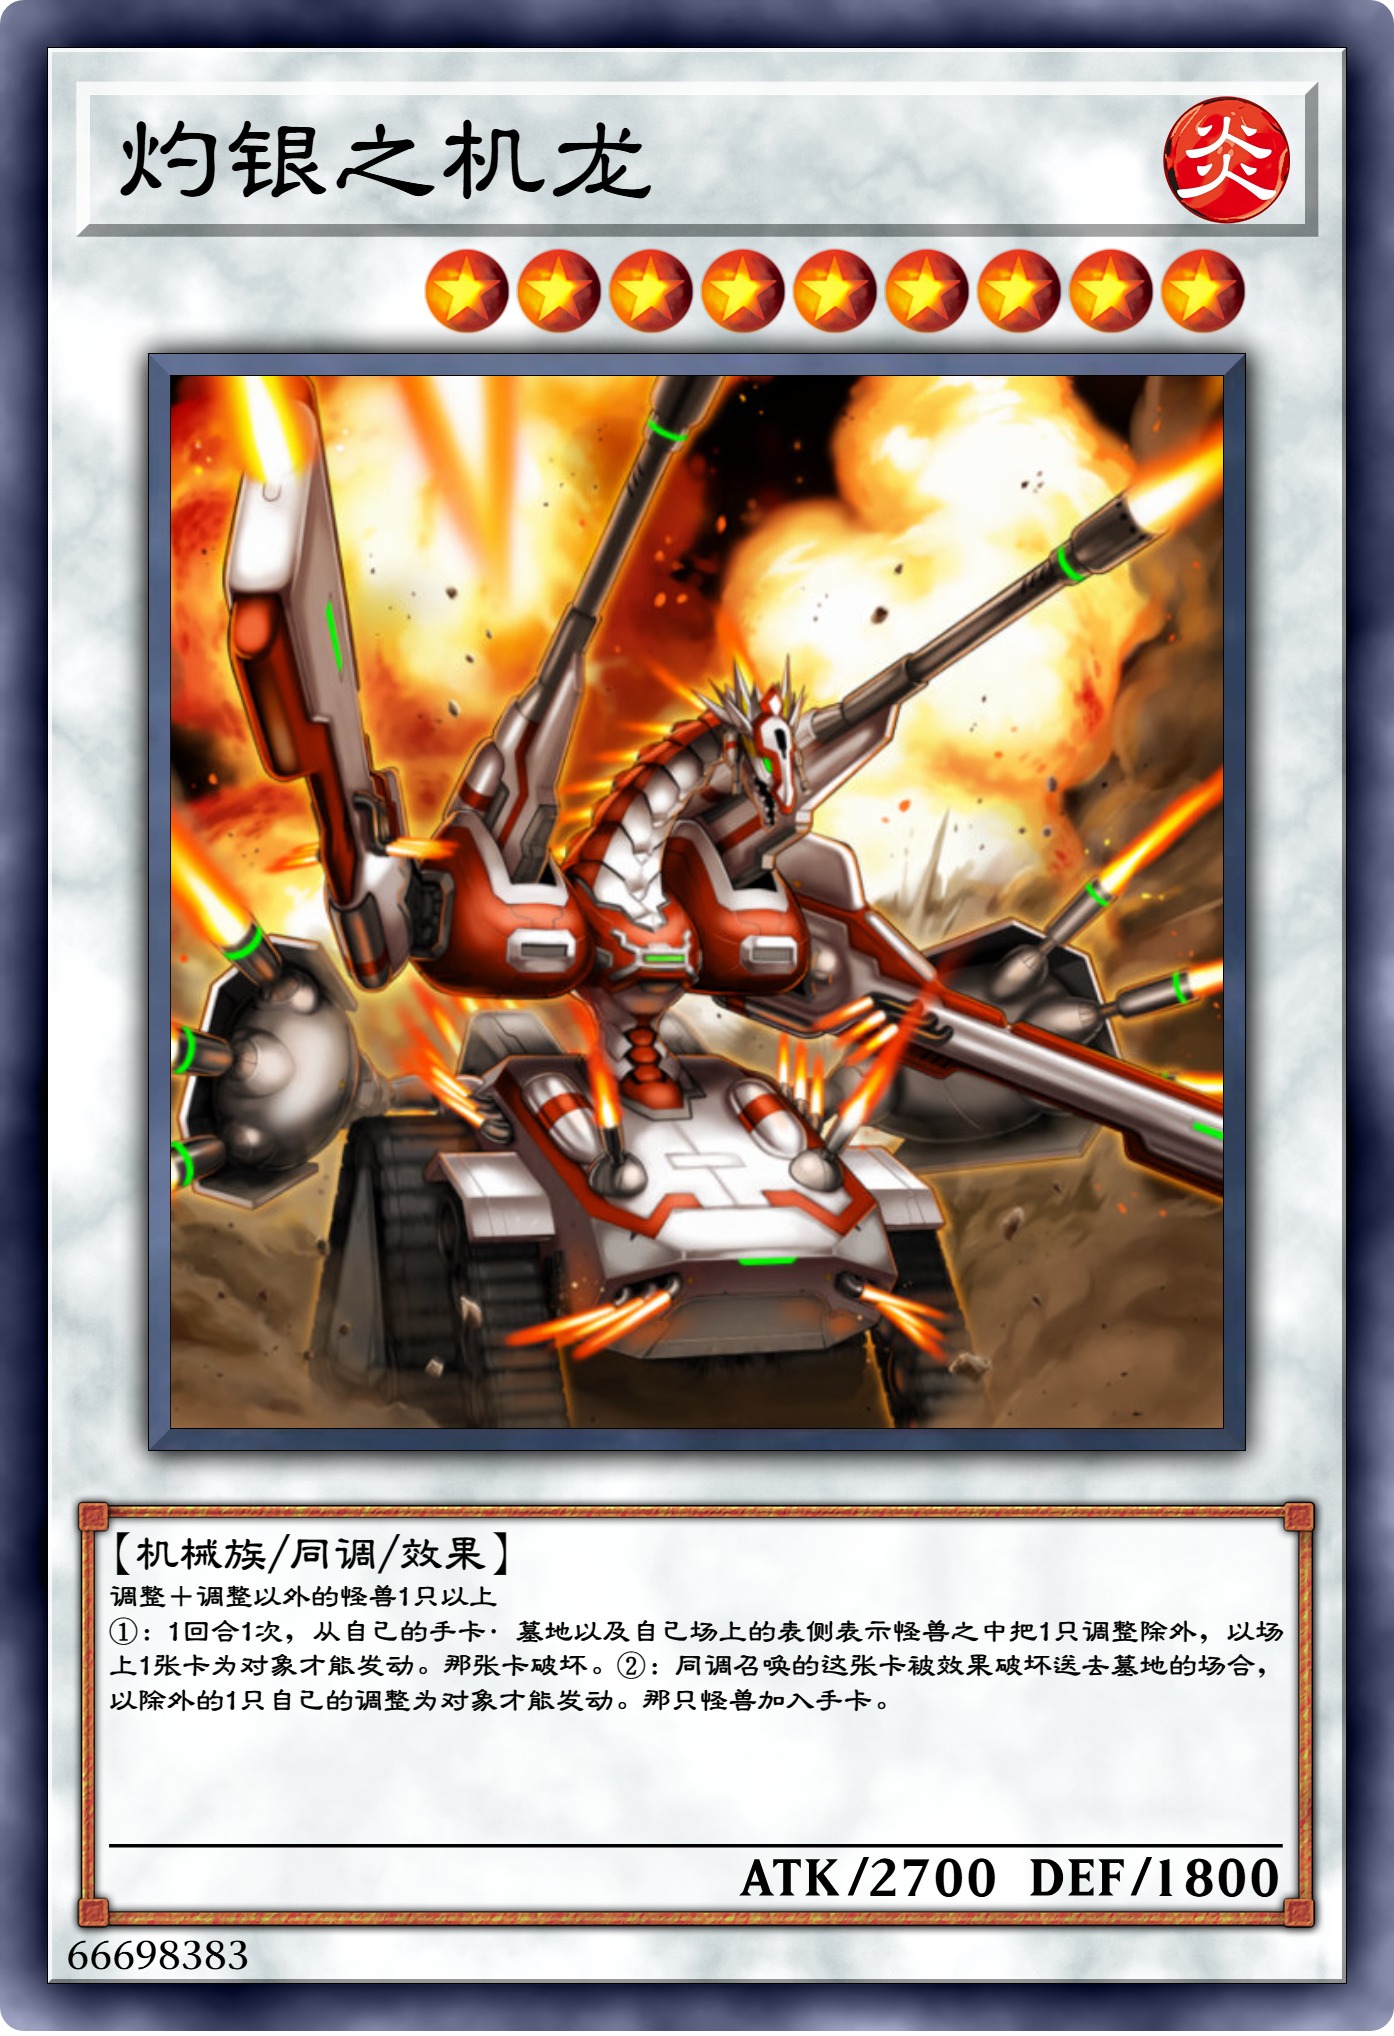 灼银之机龙
炎
【机械族/同调/效果】
调整＋调整以外的怪兽1只以上
①：1回合1次，从自己的手卡·墓地以及自己场上的表侧表示怪兽之中把1只调整除外，以场
上1张卡为对象才能发动。那张卡破坏。②：同调召唤的这张卡被效果破坏送去墓地的场合，
以除外的1只自己的调整为对象才能发动。那只怪兽加入手卡。
ATK/2700 DEF/1800
66698383